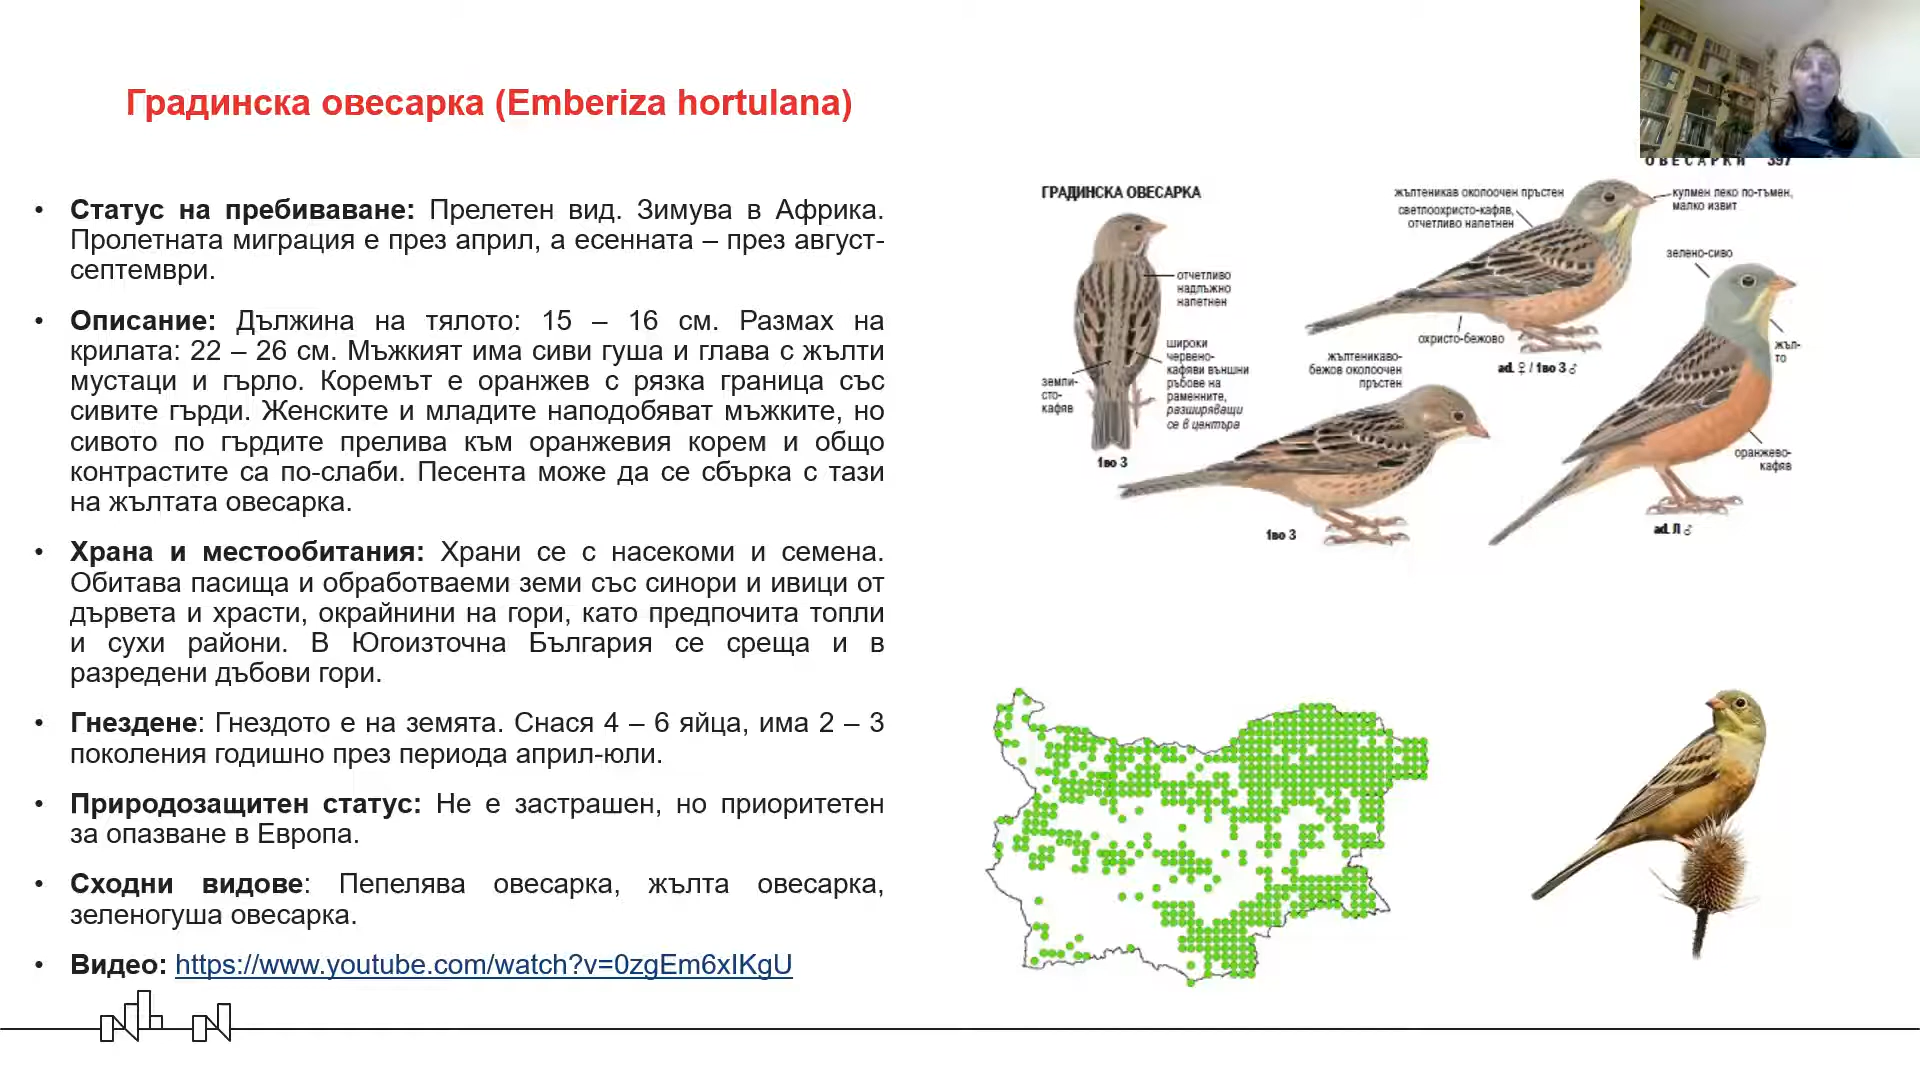 Градинска овесарка (Emberiza hortulana)
• Статус на пребиваване: Прелетен вид. Зимува в Африка.
Пролетната миграция е през април, а есенната – през август-
септември.
• Описание: Дължина на тялото: 15 – 16 см. Размах на
крилата: 22 – 26 см. Мъжкият има сиви гуша и глава с жълти
мустаци и гърло. Коремът е оранжев с рязка граница със
сивите гърди. Женските и младите наподобяват мъжките, но
сивото по гърдите прелива към оранжевия корем и общо
контрастите са по-слаби. Песента може да се сбърка с тази
на жълтата овесарка.
• Храна и местообитания: Храни се с насекоми и семена.
Обитава пасища и обработваеми земи със синори и ивици от
дървета и храсти, окрайнини на гори, като предпочита топли
и сухи райони. В Югоизточна България се среща и в
разредени дъбови гори.
• Гнездене: Гнездото е на земята. Снася 4 – 6 яйца, има 2 – 3
поколения годишно през периода април-юли.
• Природозащитен статус: Не е застрашен, но приоритетен
за опазване в Европа.
• Сходни видове: Пепелява овесарка, жълта овесарка,
зеленогуша овесарка.
• Видео: https://www.youtube.com/watch?v=0zgEm6xIKgU
ОВЕСАРКИ 397
ГРАДИНСКА ОВЕСАРКА
отчетливо
надлъжно
напетнен
широки
червено-
кафяви външни
ръбове на
раменните,
разширяващи
се в центъра
земли-
сто-
кафяв
1во З
жълтеникав околоочен пръстен
светлоохристо-кафяв,
отчетливо напетнен
кулмен леко по-тъмен,
малко извит
охристо-бежово
ad. ♀ / 1во З ♂
жълтеникаво-
бежов околоочен
пръстен
1во З
зелено-сиво
жъл-
то
оранжево-
кафяв
ad. Л ♂